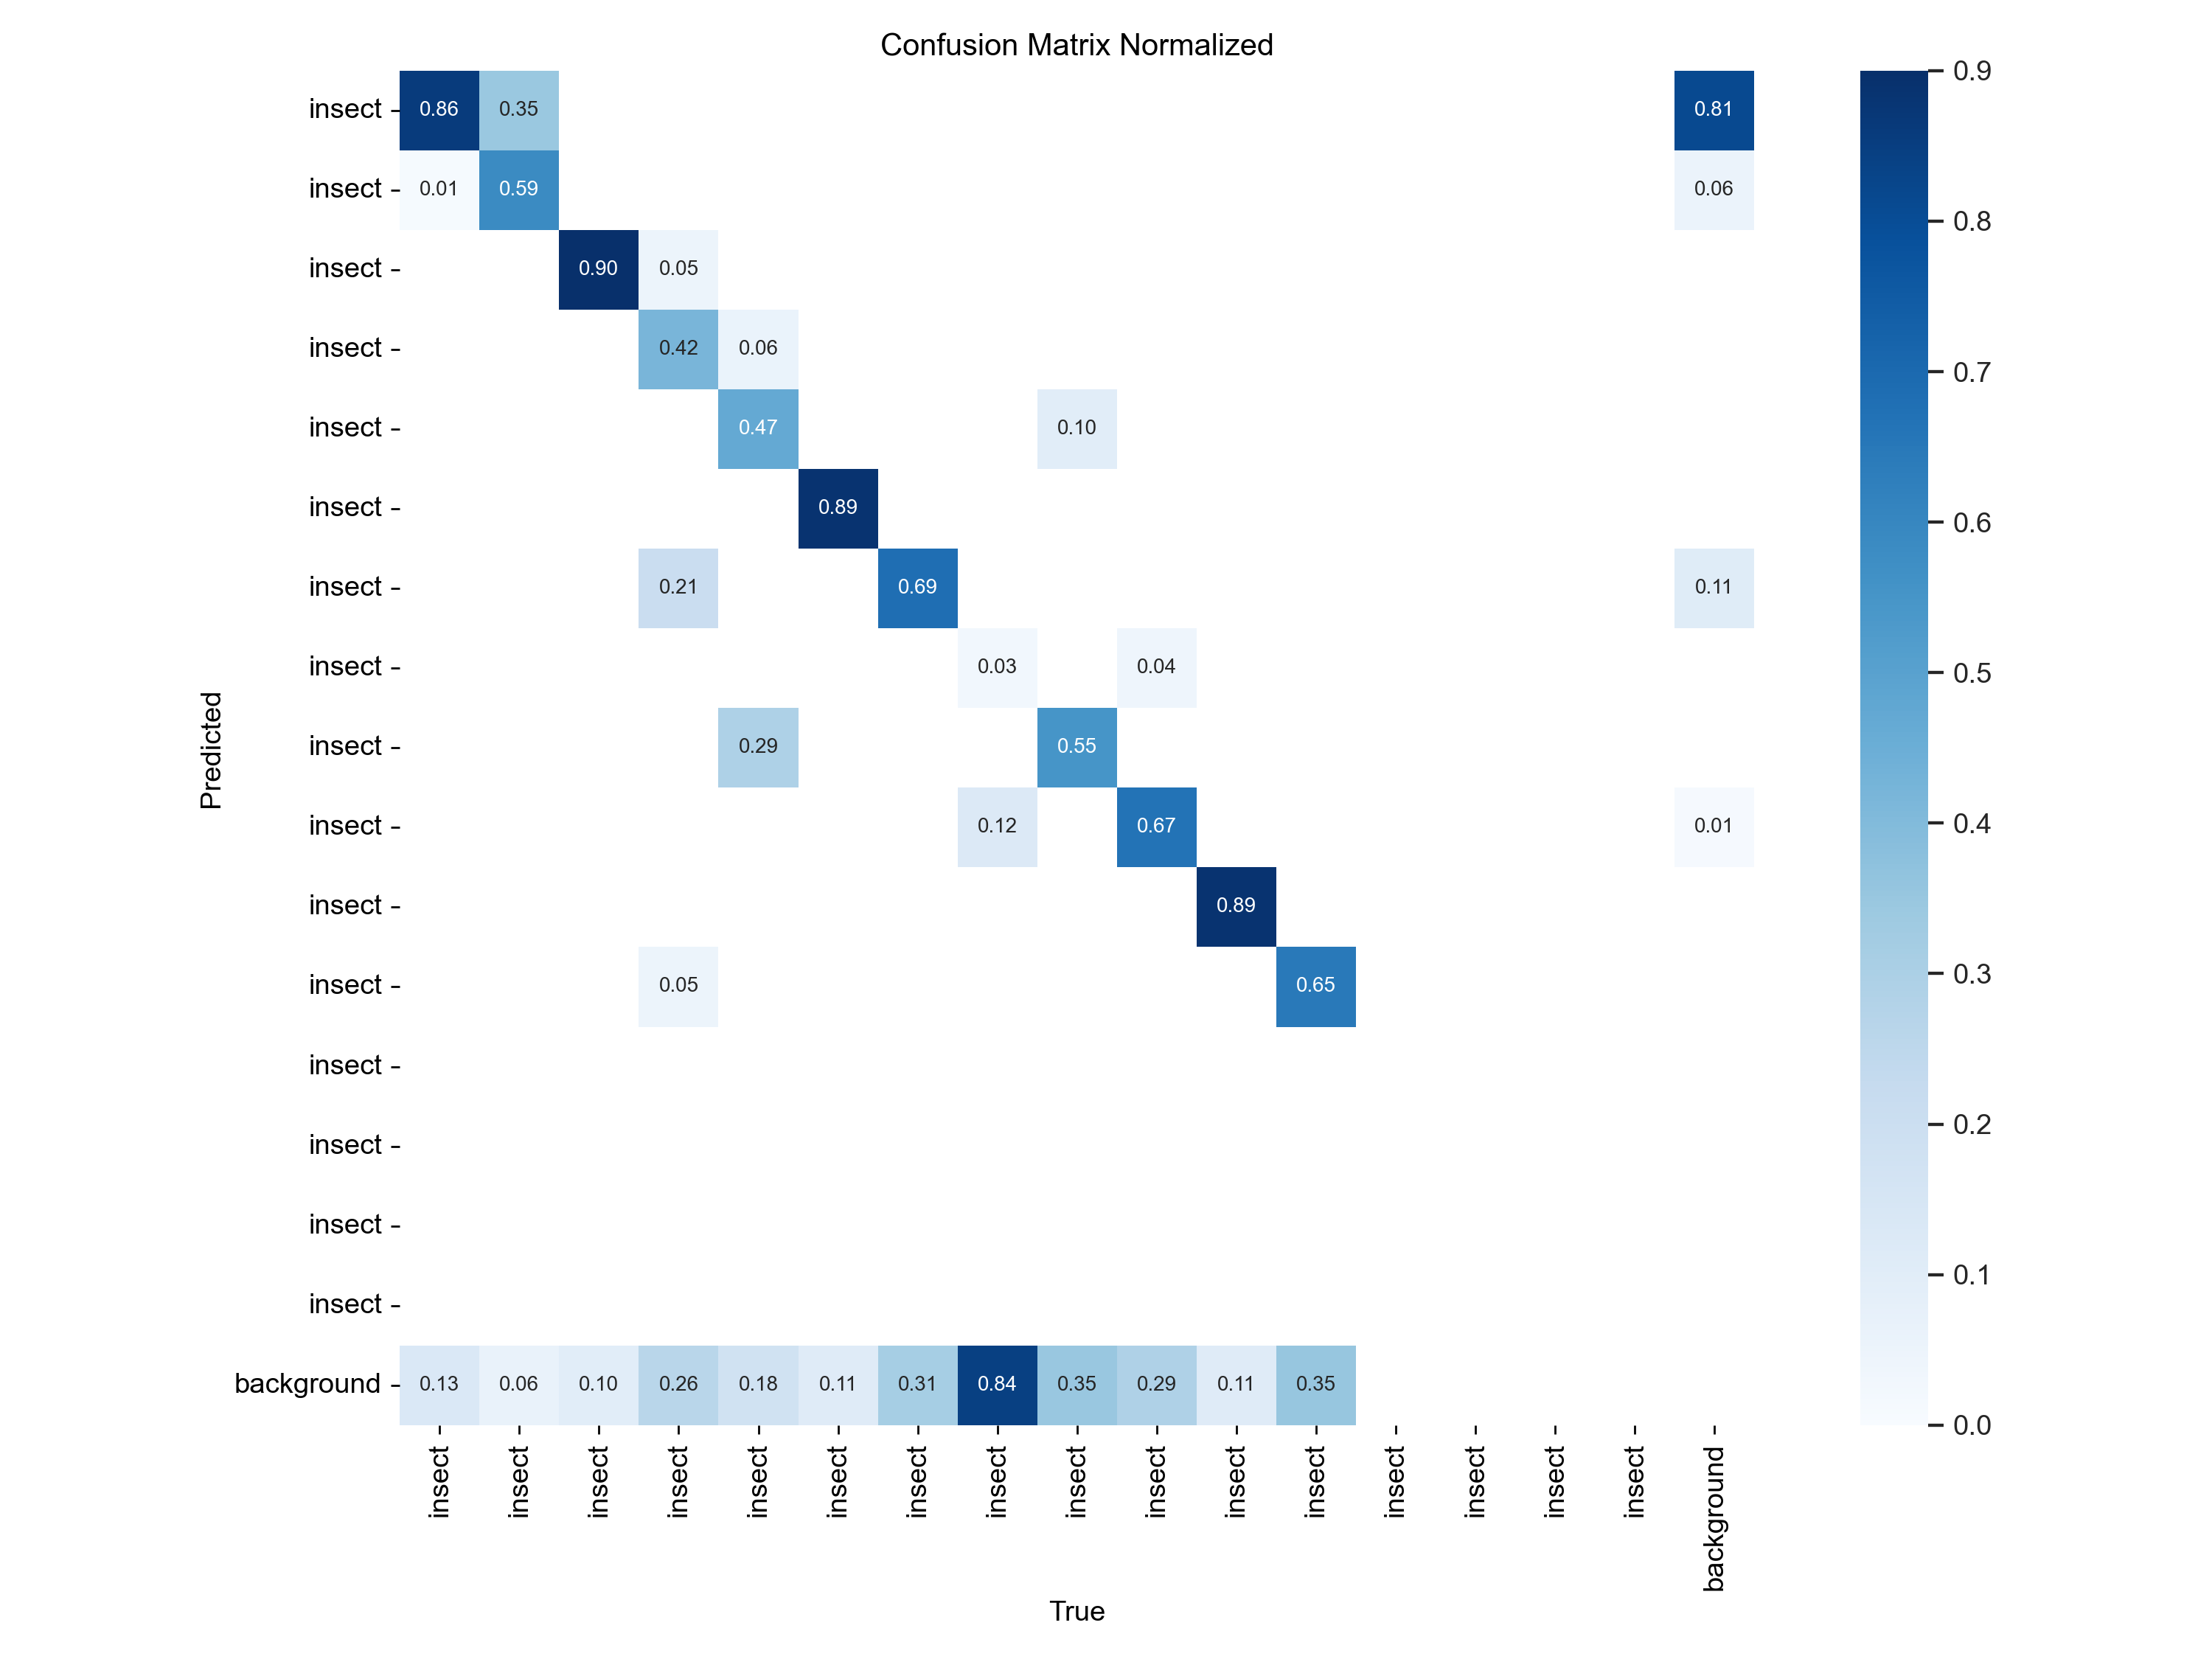 Confusion Matrix Normalized
insect 0.86 0.35 0.81
insect 0.01 0.59 0.06
insect 0.90 0.05
insect 0.42 0.06
insect 0.47 0.10
insect 0.89
insect 0.21 0.69 0.11
insect 0.03 0.04
insect 0.29 0.55
insect 0.12 0.67 0.01
insect 0.89
insect 0.05 0.65
insect
insect
insect
insect
background 0.13 0.06 0.10 0.26 0.18 0.11 0.31 0.84 0.35 0.29 0.11 0.35
Predicted
insect insect insect insect insect insect insect insect insect insect insect insect insect insect insect insect background
True
0.9
0.8
0.7
0.6
0.5
0.4
0.3
0.2
0.1
0.0